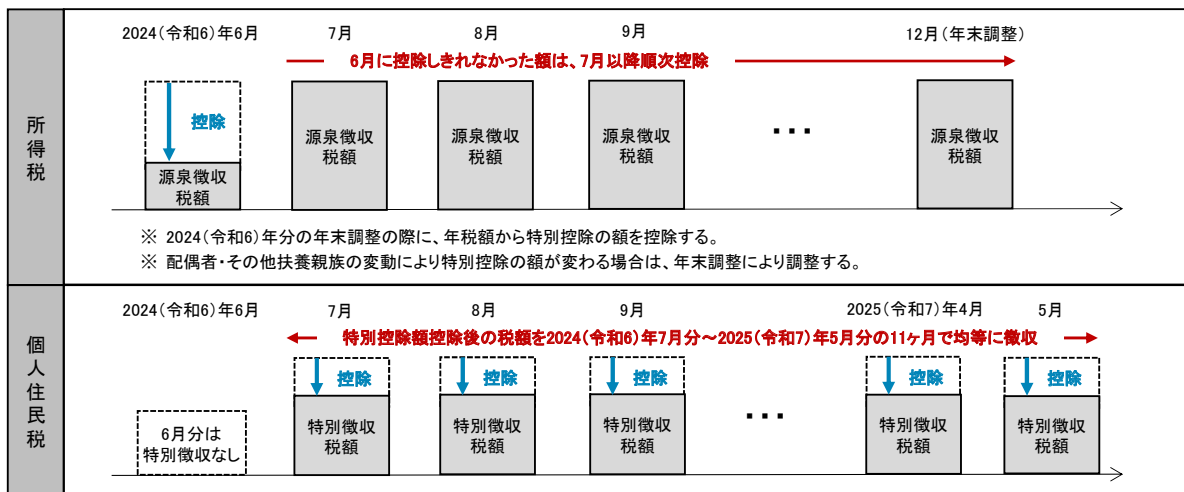 所得税
2024(令和6)年6月
7月
8月
9月
12月(年末調整)
6月に控除しきれなかった額は、7月以降順次控除
控除
源泉徴収
税額
源泉徴収
税額
源泉徴収
税額
源泉徴収
税額
・・・
源泉徴収
税額
※ 2024(令和6)年分の年末調整の際に、年税額から特別控除の額を控除する。
※ 配偶者・その他扶養親族の変動により特別控除の額が変わる場合は、年末調整により調整する。
個人住民税
2024(令和6)年6月
7月
8月
9月
2025(令和7)年4月
5月
特別控除額控除後の税額を2024(令和6)年7月分～2025(令和7)年5月分の11ヶ月で均等に徴収
6月分は
特別徴収なし
控除
特別徴収
税額
控除
特別徴収
税額
控除
特別徴収
税額
・・・
控除
特別徴収
税額
控除
特別徴収
税額